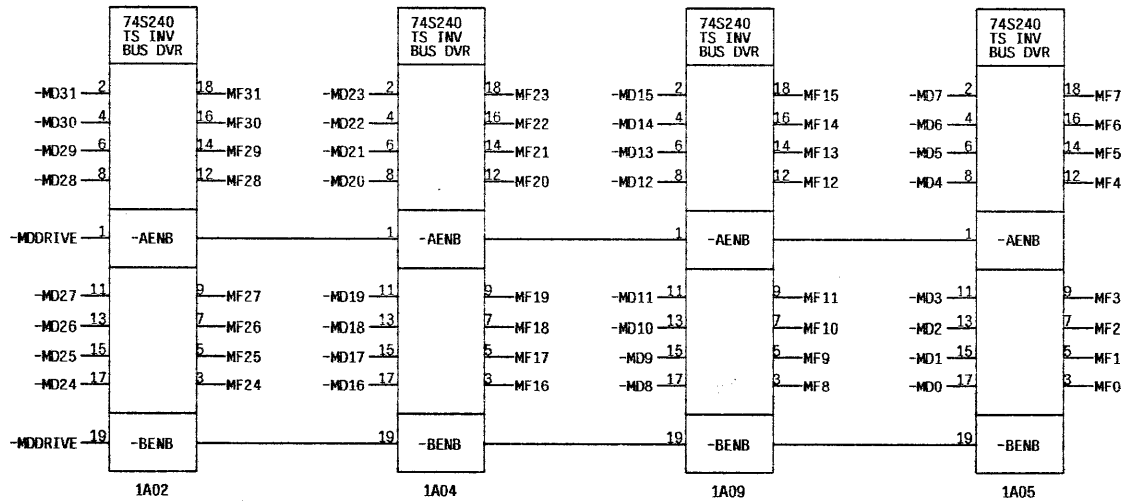 74S240 74S240 74S240 74S240
TS INV TS INV TS INV TS INV
BUS DVR BUS DVR BUS DVR BUS DVR
-MD31 2 18 MF31 -MD23 2 18 MF23 -MD15 2 18 MF15 -MD7 2 18 MF7
-MD30 4 16 MF30 -MD22 4 16 MF22 -MD14 4 16 MF14 -MD6 4 16 MF6
-MD29 6 14 MF29 -MD21 6 14 MF21 -MD13 6 14 MF13 -MD5 6 14 MF5
-MD28 8 12 MF28 -MD20 8 12 MF20 -MD12 8 12 MF12 -MD4 8 12 MF4
-MDDRIVE 1 -AENB 1 -AENB 1 -AENB 1 -AENB
-MD27 11 9 MF27 -MD19 11 9 MF19 -MD11 11 9 MF11 -MD3 11 9 MF3
-MD26 13 7 MF26 -MD18 13 7 MF18 -MD10 13 7 MF10 -MD2 13 7 MF2
-MD25 15 5 MF25 -MD17 15 5 MF17 -MD9 15 5 MF9 -MD1 15 5 MF1
-MD24 17 3 MF24 -MD16 17 3 MF16 -MD8 17 3 MF8 -MD0 17 3 MF0
-MDDRIVE 19 -BENB 19 -BENB 19 -BENB 19 -BENB
1A02 1A04 1A09 1A05